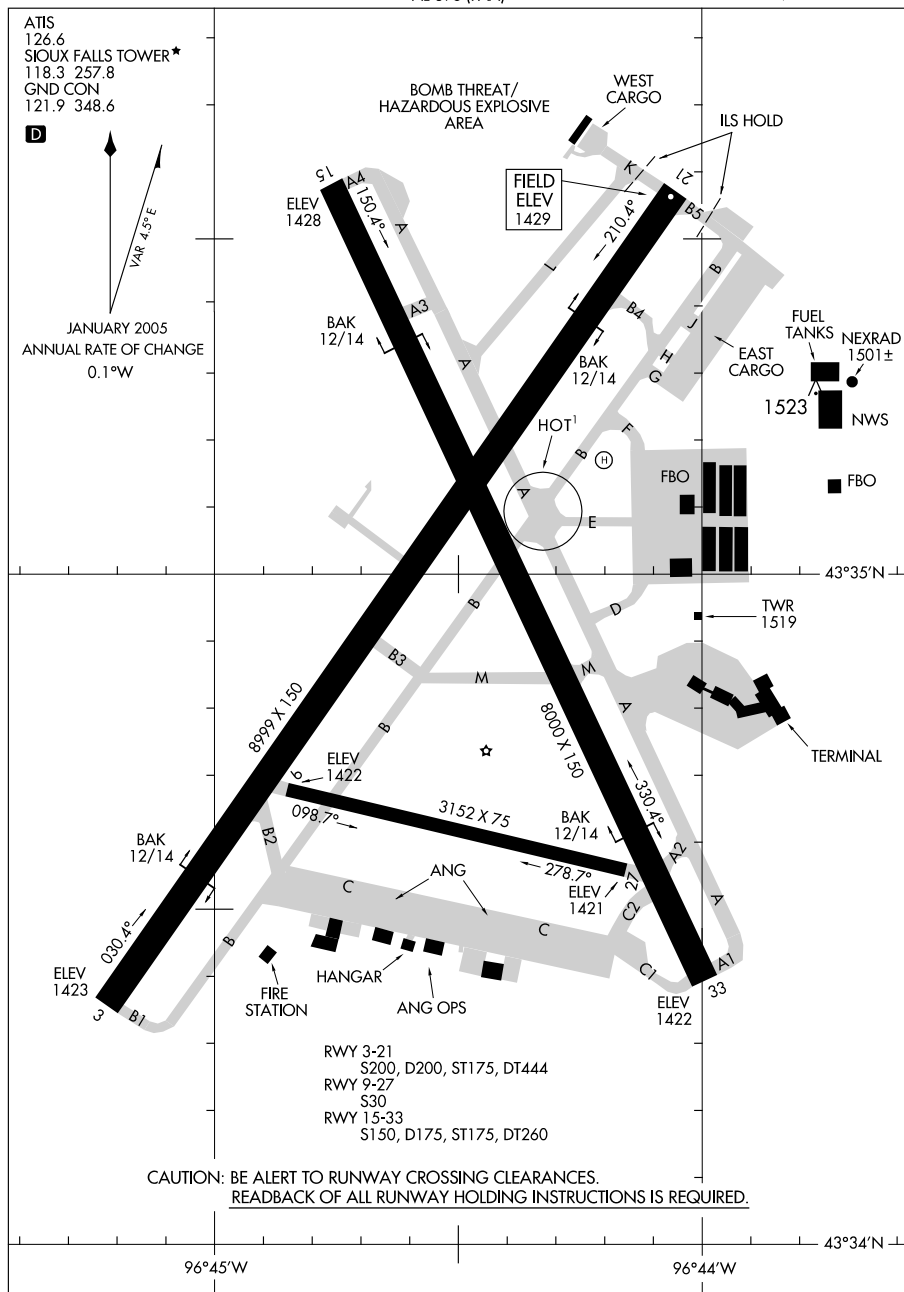 ATIS
126.6
SIOUX FALLS TOWER★
118.3 257.8
GND CON
121.9 348.6
D
VAR 4.5° E
JANUARY 2005
ANNUAL RATE OF CHANGE
0.1°W
BOMB THREAT/
HAZARDOUS EXPLOSIVE
AREA
WEST
CARGO
ILS HOLD
K
21
B5
FIELD
ELEV
1429
210.4°
15
A4
ELEV
1428
150.4°
A
A3
A
L
B
BAK
12/14
B4
BAK
12/14
J
H
G
EAST
CARGO
FUEL
TANKS
NEXRAD
1501±
1523
NWS
HOT¹
F
B
H
A
E
FBO
FBO
43°35'N
B
D
TWR
1519
B3
M
M
A
B
8999 X 150
8000 X 150
TERMINAL
9
ELEV
1422
3152 X 75
098.7°
278.7°
330.4°
BAK
12/14
A2
ELEV
1421
27
B2
BAK
12/14
C
ANG
C
C2
A
030.4°
B
ELEV
1423
3
B1
FIRE
STATION
HANGAR
ANG OPS
C1
A1
33
ELEV
1422
RWY 3-21
S200, D200, ST175, DT444
RWY 9-27
S30
RWY 15-33
S150, D175, ST175, DT260
CAUTION: BE ALERT TO RUNWAY CROSSING CLEARANCES.
READBACK OF ALL RUNWAY HOLDING INSTRUCTIONS IS REQUIRED.
43°34'N
96°45'W
96°44'W